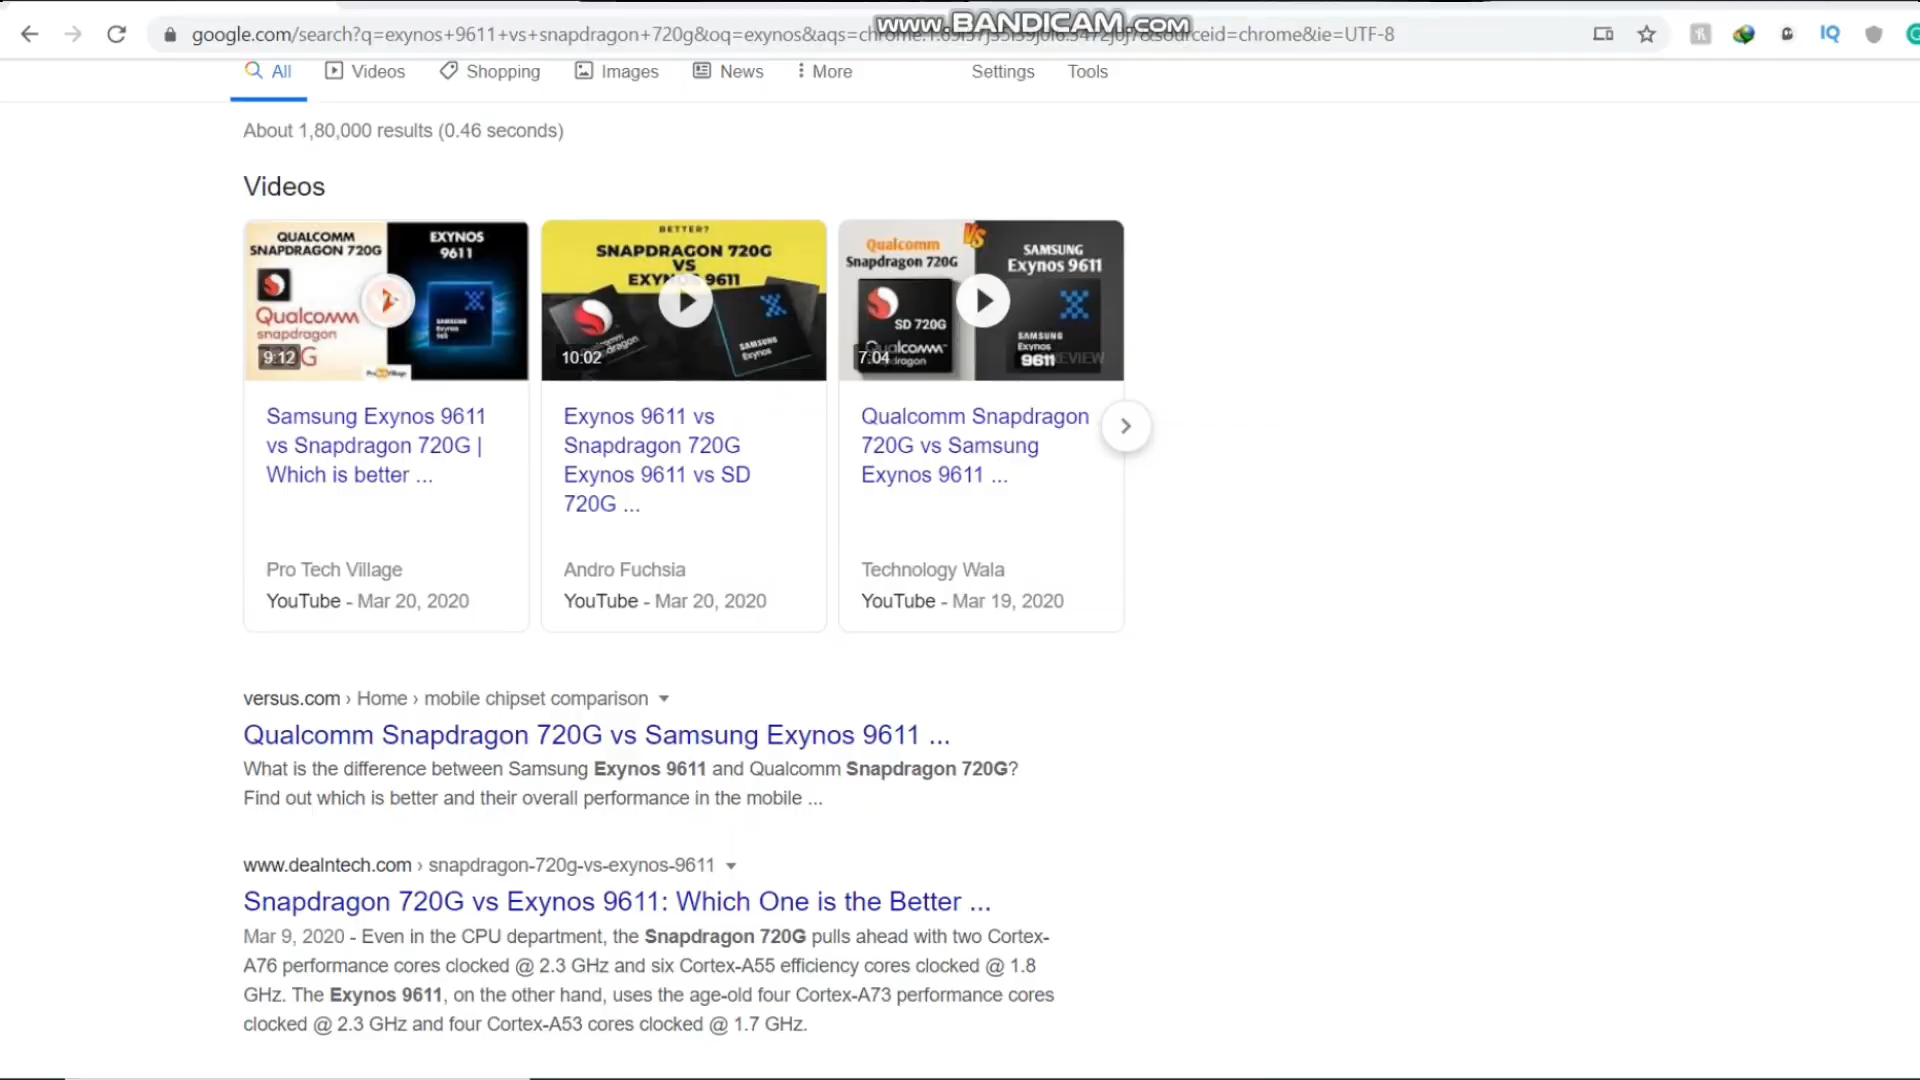 www.BANDICAM.com
google.com/search?q=exynos+9611+vs+snapdragon+720g&oq=exynos&aqs=chrome.1.69i57j35i39j0l6.3472j0j7&sourceid=chrome&ie=UTF-8
IQ
All Videos Shopping Images News More Settings Tools
About 1,80,000 results (0.46 seconds)
Videos
QUALCOMM
SNAPDRAGON 720G
EXYNOS
9611
Qualcomm
snapdragon
G
SAMSUNG
Exynos
9:12
BETTER?
SNAPDRAGON 720G
VS
EXYNOS 9611
SAMSUNG
Exynos
10:02
Qualcomm
Snapdragon 720G
VS
SAMSUNG
Exynos 9611
SD 720G
Qualcomm
dragon
SAMSUNG
Exynos
9611
7:04
Samsung Exynos 9611
vs Snapdragon 720G |
Which is better ...
Pro Tech Village
YouTube - Mar 20, 2020
Exynos 9611 vs
Snapdragon 720G
Exynos 9611 vs SD
720G ...
Andro Fuchsia
YouTube - Mar 20, 2020
Qualcomm Snapdragon
720G vs Samsung
Exynos 9611 ...
Technology Wala
YouTube - Mar 19, 2020
versus.com › Home › mobile chipset comparison
Qualcomm Snapdragon 720G vs Samsung Exynos 9611 ...
What is the difference between Samsung Exynos 9611 and Qualcomm Snapdragon 720G?
Find out which is better and their overall performance in the mobile ...
www.dealntech.com › snapdragon-720g-vs-exynos-9611
Snapdragon 720G vs Exynos 9611: Which One is the Better ...
Mar 9, 2020 - Even in the CPU department, the Snapdragon 720G pulls ahead with two Cortex-
A76 performance cores clocked @ 2.3 GHz and six Cortex-A55 efficiency cores clocked @ 1.8
GHz. The Exynos 9611, on the other hand, uses the age-old four Cortex-A73 performance cores
clocked @ 2.3 GHz and four Cortex-A53 cores clocked @ 1.7 GHz.